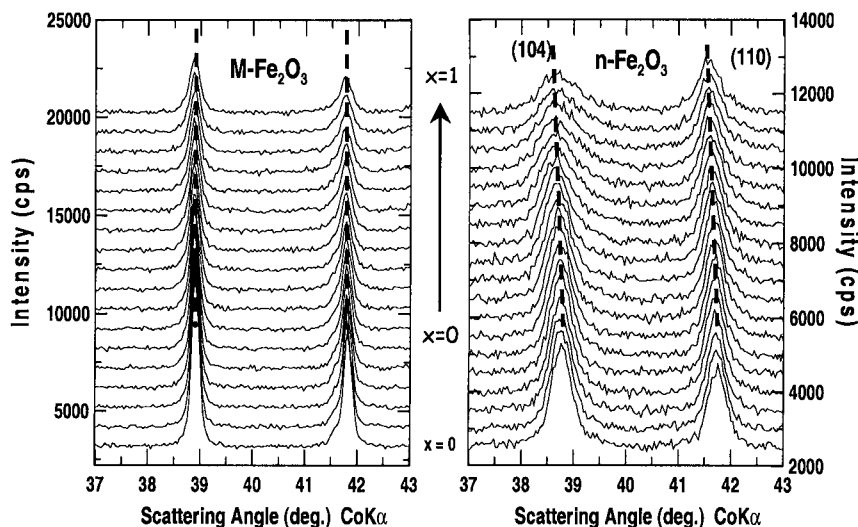 25000
20000
15000
10000
5000
Intensity (cps)
M-Fe₂O₃
37 38 39 40 41 42 43
Scattering Angle (deg.) CoKα
x=1
x=0
x=0
(104)
n-Fe₂O₃
(110)
14000
12000
10000
8000
6000
4000
2000
Intensity (cps)
37 38 39 40 41 42 43
Scattering Angle (deg.) CoKα